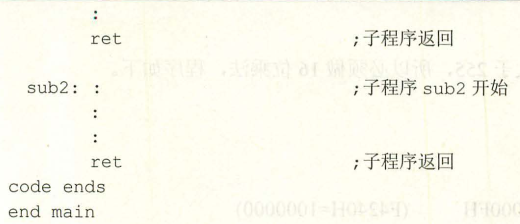 :
ret ;子程序返回
sub2: : ;子程序 sub2 开始
:
:
ret ;子程序返回
code ends
end main